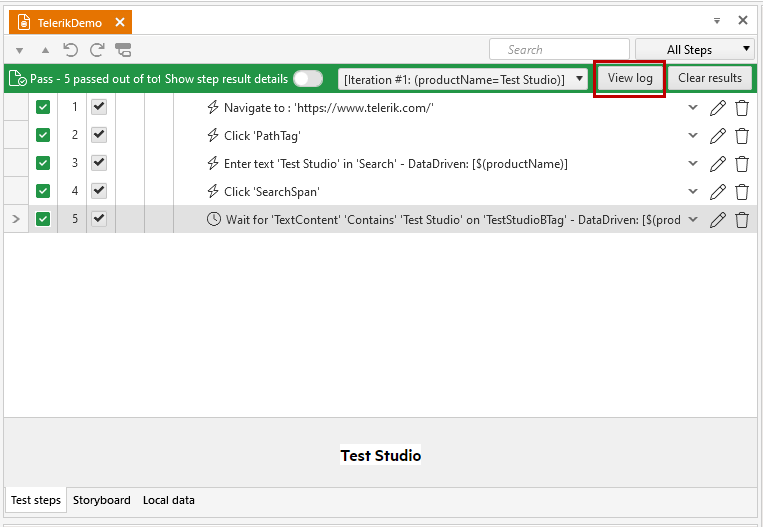 TelerikDemo
Search
All Steps
Pass - 5 passed out of tot Show step result details [Iteration #1: (productName=Test Studio)] View log Clear results
1 Navigate to : 'https://www.telerik.com/'
2 Click 'PathTag'
3 Enter text 'Test Studio' in 'Search' - DataDriven: [$(productName)]
4 Click 'SearchSpan'
5 Wait for 'TextContent' 'Contains' 'Test Studio' on 'TestStudioBTag' - DataDriven: [$(prod
Test Studio
Test steps Storyboard Local data